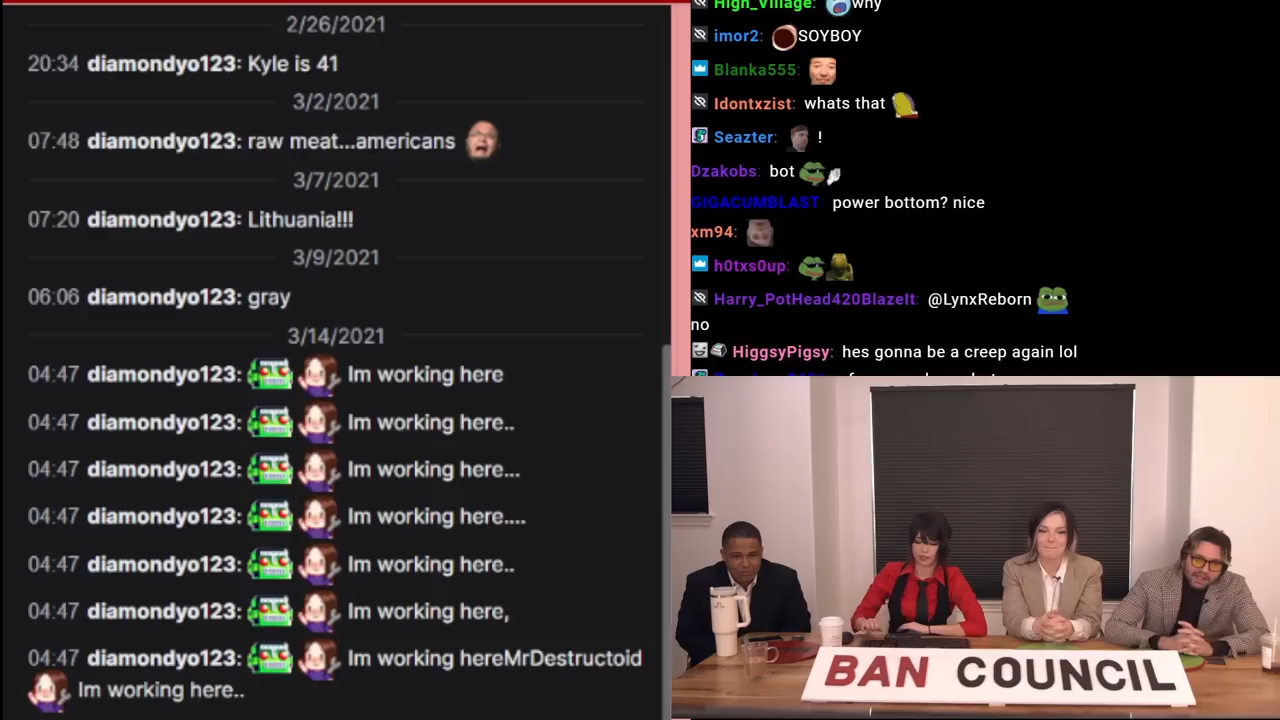 2/26/2021
20:34 diamondyo123: Kyle is 41
3/2/2021
07:48 diamondyo123: raw meat...americans
3/7/2021
07:20 diamondyo123: Lithuania!!!
3/9/2021
06:06 diamondyo123: gray
3/14/2021
04:47 diamondyo123: Im working here
04:47 diamondyo123: Im working here..
04:47 diamondyo123: Im working here...
04:47 diamondyo123: Im working here....
04:47 diamondyo123: Im working here..
04:47 diamondyo123: Im working here,
04:47 diamondyo123: Im working hereMrDestructoid
Im working here..
High_Village: why
imor2: SOYBOY
Blanka555:
Idontxzist: whats that
Seazter: !
Dzakobs: bot
GIGACUMBLAST power bottom? nice
xm94:
h0txs0up:
Harry_PotHead420BlazeIt: @LynxReborn
no
HiggsyPigsy: hes gonna be a creep again lol
BAN COUNCIL